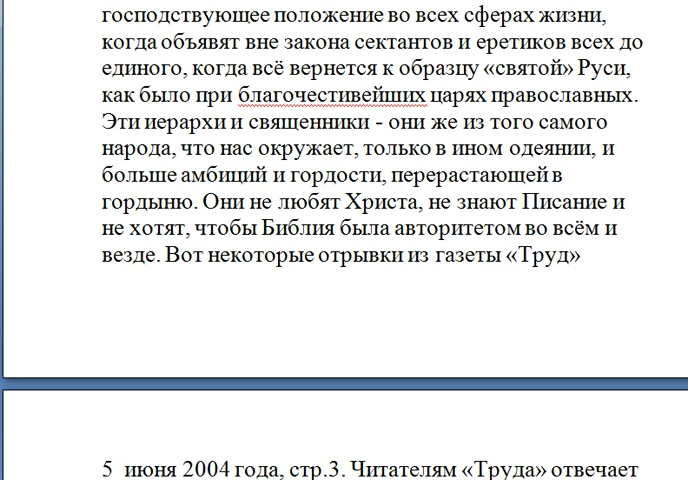 господствующее положение во всех сферах жизни,
когда объявят вне закона сектантов и еретиков всех до
единого, когда всё вернется к образцу «святой» Руси,
как было при благочестивейших царях православных.
Эти иерархи и священники - они же из того самого
народа, что нас окружает, только в ином одеянии, и
больше амбиций и гордости, перерастающей в
гордыню. Они не любят Христа, не знают Писание и
не хотят, чтобы Библия была авторитетом во всём и
везде. Вот некоторые отрывки из газеты «Труд»
5 июня 2004 года, стр.3. Читателям «Труда» отвечает